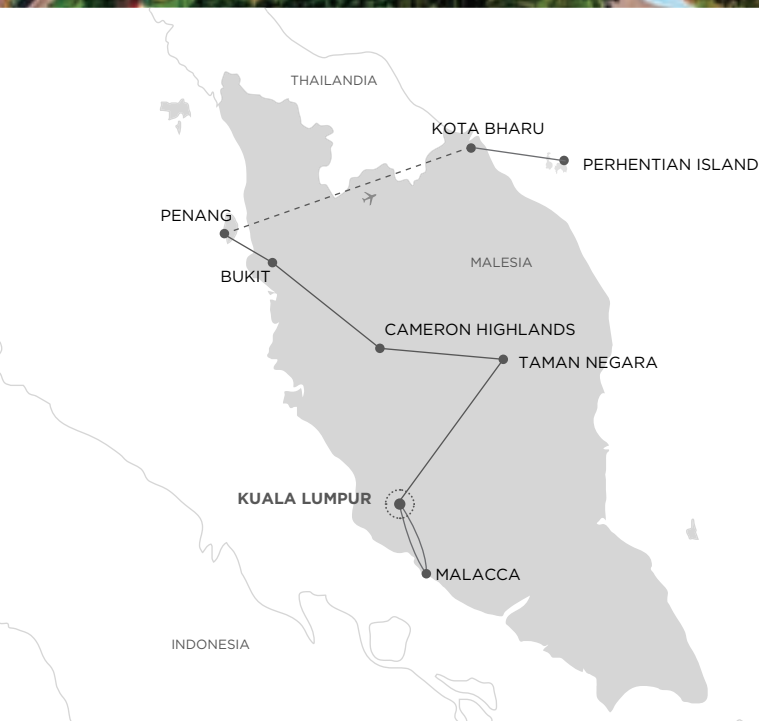 THAILANDIA
KOTA BHARU
PERHENTIAN ISLAND
PENANG
MALESIA
BUKIT
CAMERON HIGHLANDS
TAMAN NEGARA
KUALA LUMPUR
MALACCA
INDONESIA